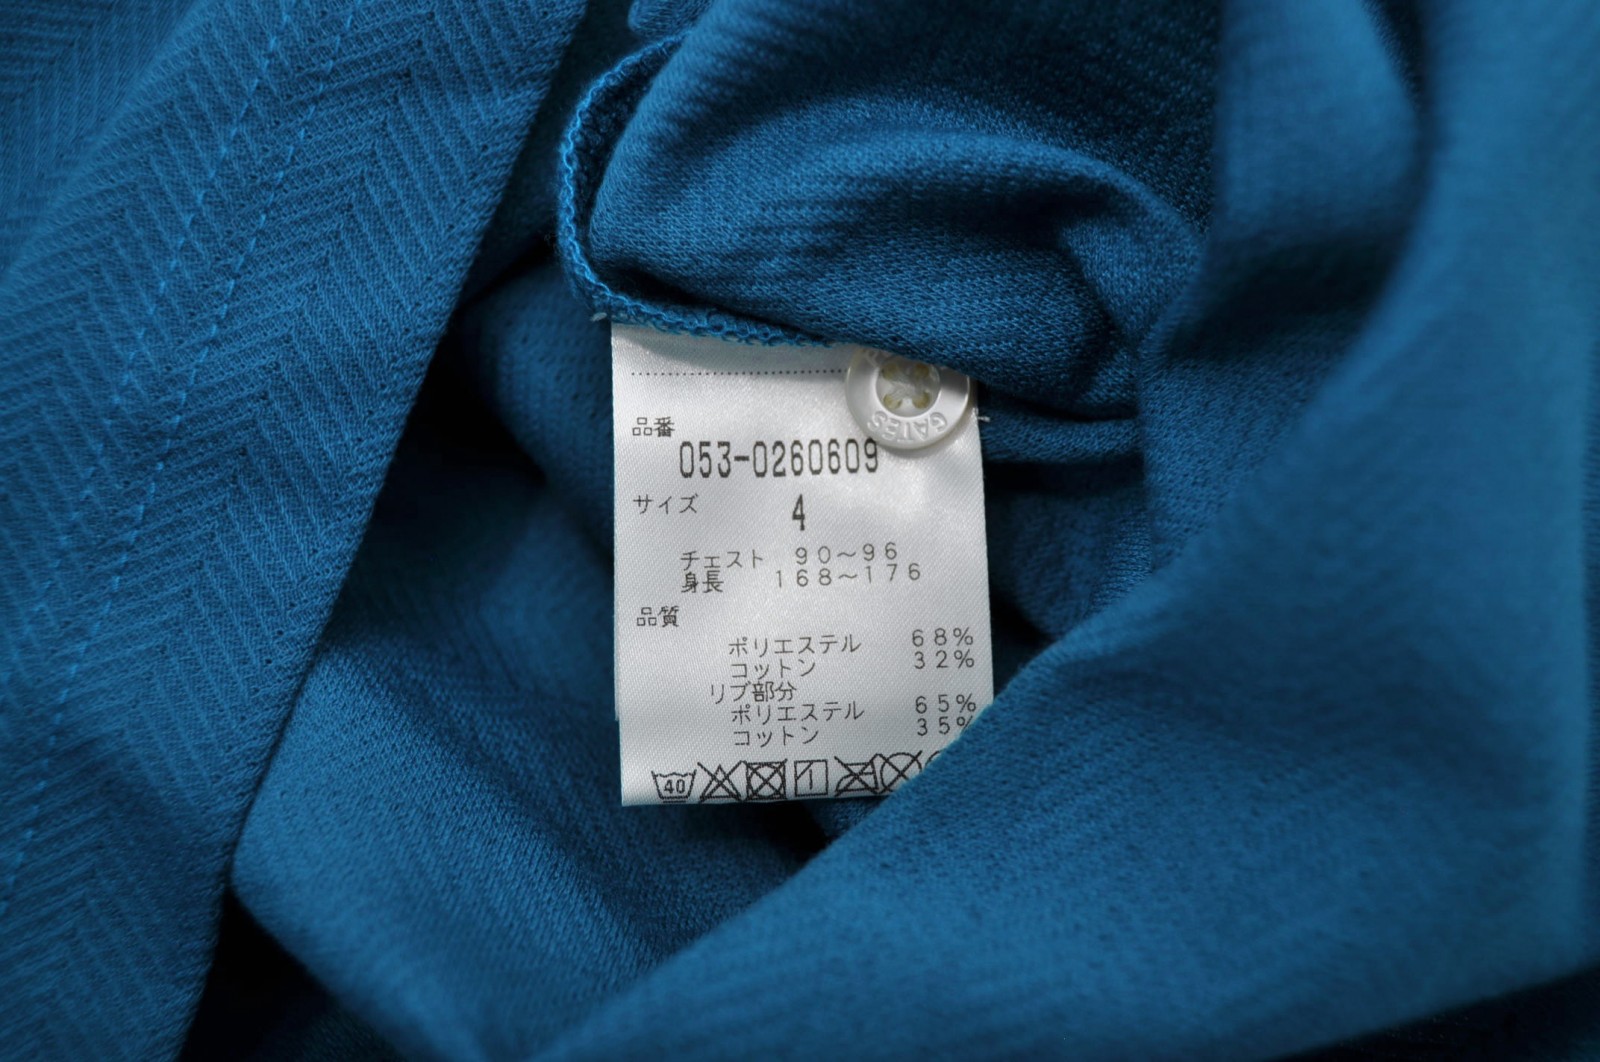 品番
053-0260609
サイズ
4
チェスト 90～96
身長 168～176
品質
ポリエステル 68%
コットン 32%
リブ部分
ポリエステル 65%
コットン 35%
40
GATES